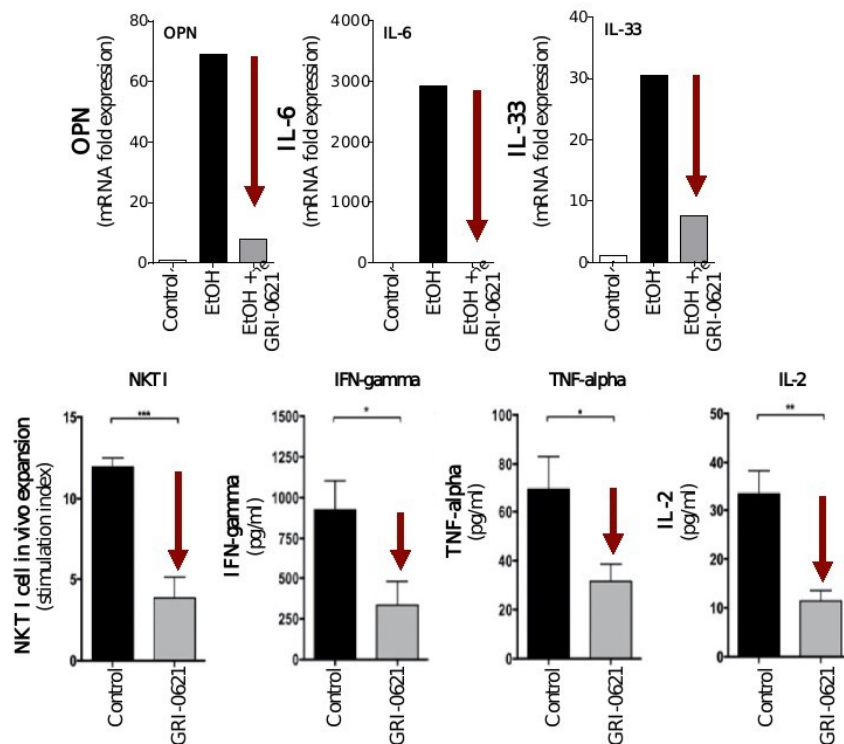 OPN
OPN
(mRNA fold expression)
80
60
40
20
0
Control
EtOH
EtOH +
GRI-0621
IL-6
IL-6
(mRNA fold expression)
4000
3000
2000
1000
0
Control
EtOH
EtOH +
GRI-0621
IL-33
IL-33
(mRNA fold expression)
40
30
20
10
0
Control
EtOH
EtOH +
GRI-0621
NKT I
NKT I cell in vivo expansion
(stimulation index)
15
10
5
0
***
Control
GRI-0621
IFN-gamma
IFN-gamma
(pg/ml)
1500
1250
1000
750
500
250
0
*
Control
GRI-0621
TNF-alpha
TNF-alpha
(pg/ml)
100
80
60
40
20
0
*
Control
GRI-0621
IL-2
IL-2
(pg/ml)
50
40
30
20
10
0
**
Control
GRI-0621